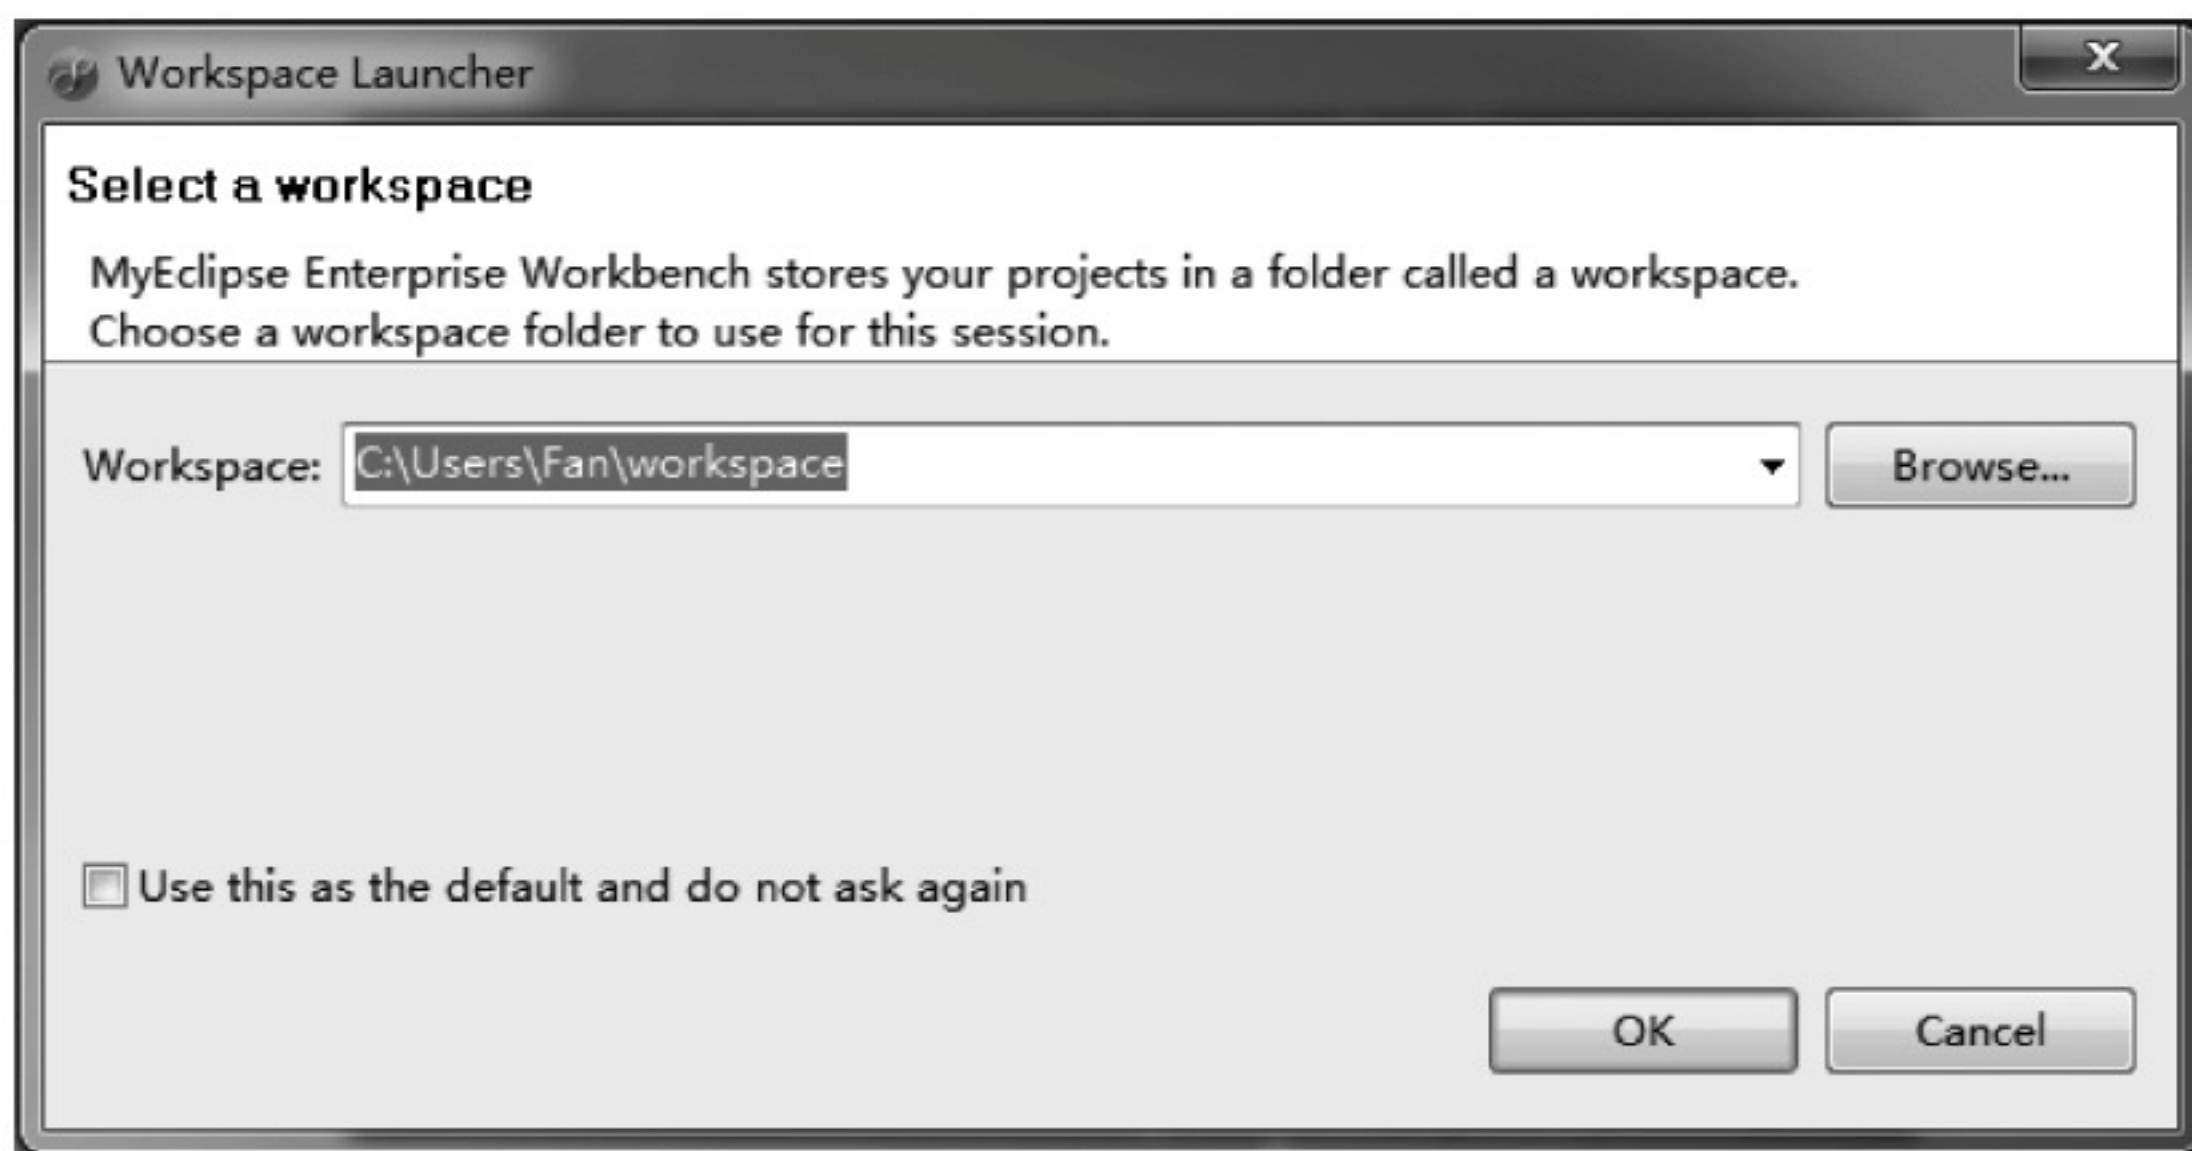 Workspace Launcher
X
Select a workspace
MyEclipse Enterprise Workbench stores your projects in a folder called a workspace.
Choose a workspace folder to use for this session.
Workspace: C:\Users\Fan\workspace Browse...
Use this as the default and do not ask again
OK Cancel